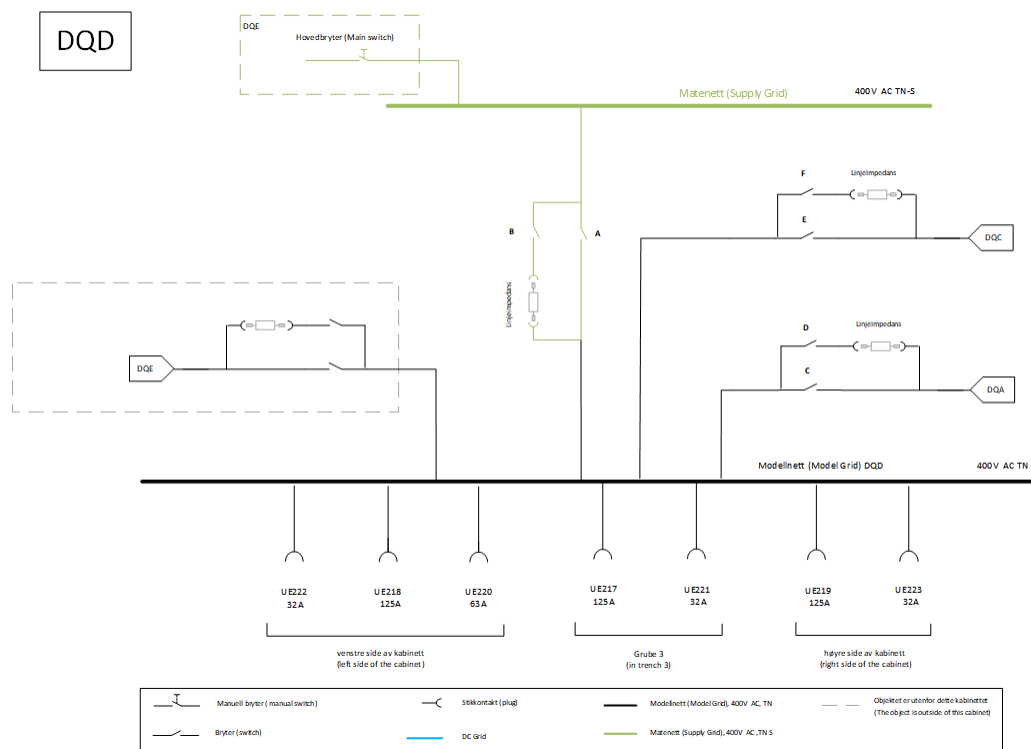 DQD
DQE
Hovedbryter (Main switch)
Matenett (Supply Grid)
400V AC TN-S
F
Linjeimpedans
E
DQC
B
A
Linjeimpedans
D
Linjeimpedans
C
DQE
DQA
Modellnett (Model Grid) DQD
400V AC TN
UE222
32A
UE218
125A
UE220
63A
UE217
125A
UE221
32A
UE219
125A
UE223
32A
venstre side av kabinett
(left side of the cabinet)
Grube 3
(in trench 3)
høyre side av kabinett
(right side of the cabinet)
Manuell bryter (manual switch)
Stikkontakt (plug)
Modellnett (Model Grid), 400V AC, TN
Objektet er utenfor dette kabinettet
(The object is outside of this cabinet)
Bryter (switch)
DC Grid
Matenett (Supply Grid), 400V AC ,TN-S